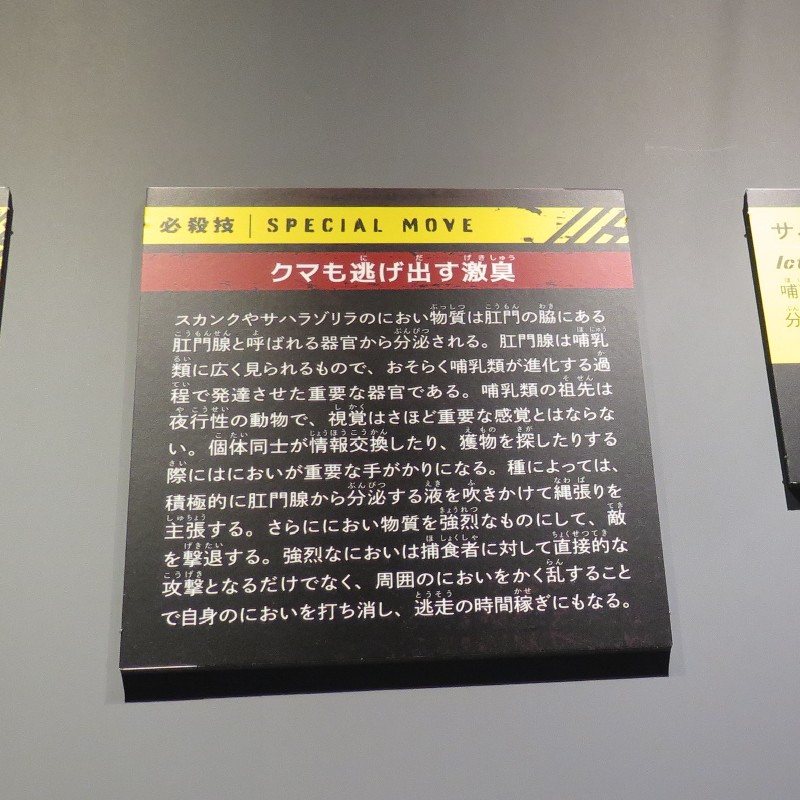 必殺技 | SPECIAL MOVE
クマも逃げ出す激臭
スカンクやサハラゾリラのにおい物質は肛門の脇にある
肛門腺と呼ばれる器官から分泌される。肛門腺は哺乳
類に広く見られるもので、おそらく哺乳類が進化する過
程で発達させた重要な器官である。哺乳類の祖先は
夜行性の動物で、視覚はさほど重要な感覚とはならな
い。個体同士が情報交換したり、獲物を探したりする
際にはにおいが重要な手がかりになる。種によっては、
積極的に肛門腺から分泌する液を吹きかけて縄張りを
主張する。さらににおい物質を強烈なものにして、敵
を撃退する。強烈なにおいは捕食者に対して直接的な
攻撃となるだけでなく、周囲のにおいをかく乱すること
で自身のにおいを打ち消し、逃走の時間稼ぎにもなる。
サ
Ict
哺
分